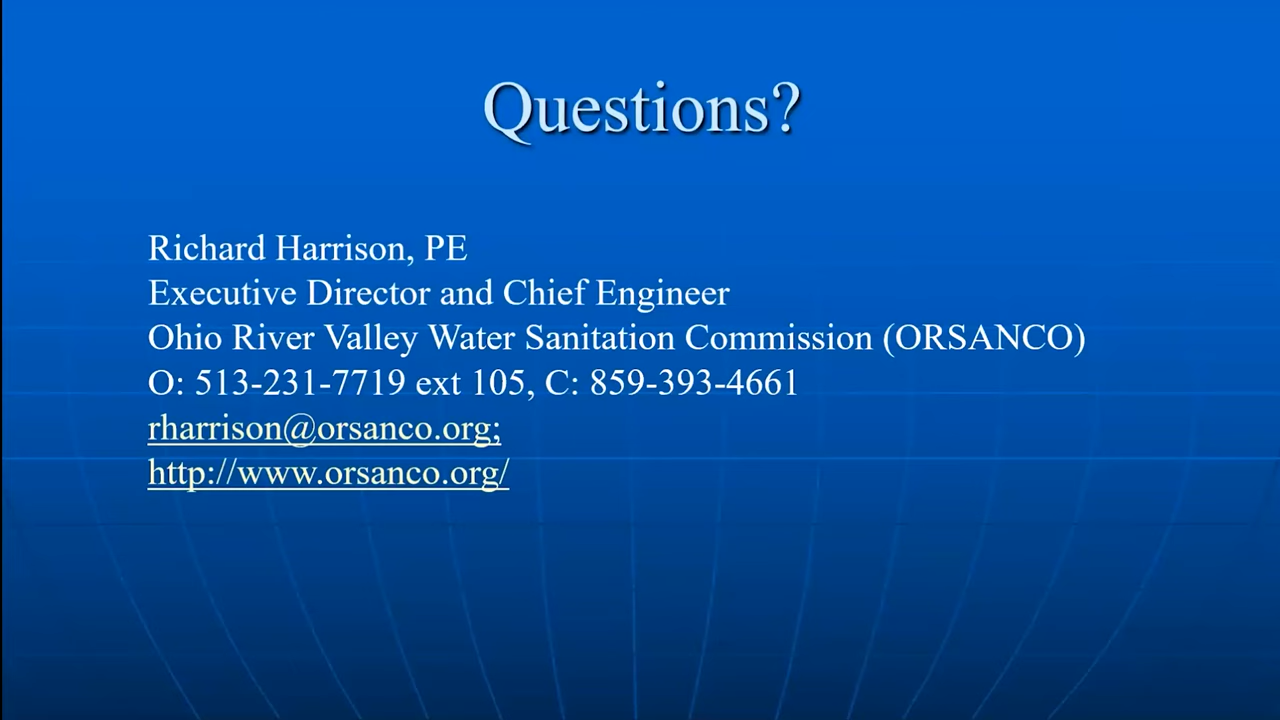 Questions?
Richard Harrison, PE
Executive Director and Chief Engineer
Ohio River Valley Water Sanitation Commission (ORSANCO)
O: 513-231-7719 ext 105, C: 859-393-4661
rharrison@orsanco.org;
http://www.orsanco.org/